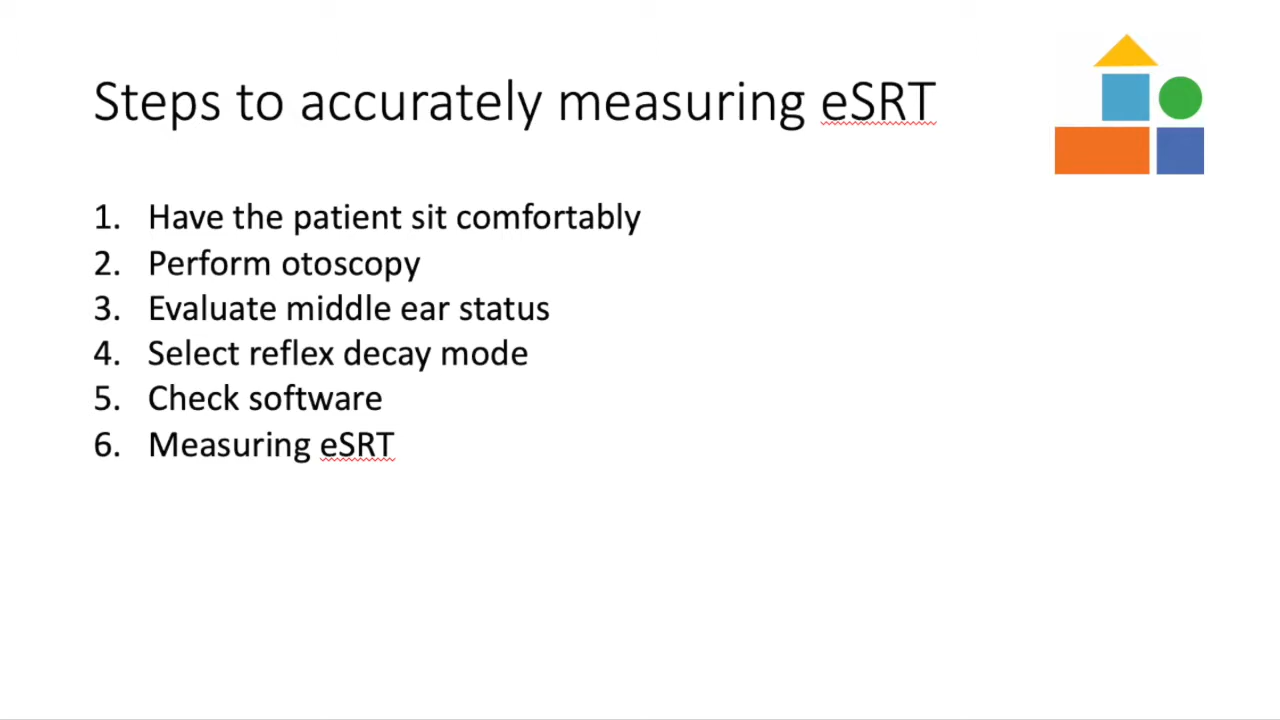 Steps to accurately measuring eSRT
1. Have the patient sit comfortably
2. Perform otoscopy
3. Evaluate middle ear status
4. Select reflex decay mode
5. Check software
6. Measuring eSRT